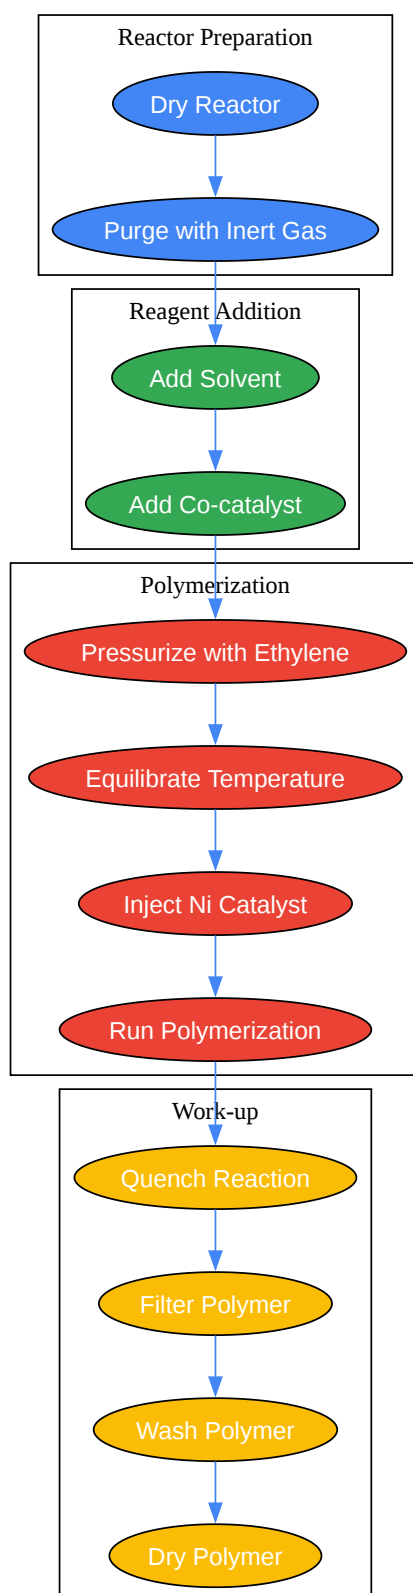 Reactor Preparation
Dry Reactor
Purge with Inert Gas
Reagent Addition
Add Solvent
Add Co-catalyst
Polymerization
Pressurize with Ethylene
Equilibrate Temperature
Inject Ni Catalyst
Run Polymerization
Work-up
Quench Reaction
Filter Polymer
Wash Polymer
Dry Polymer